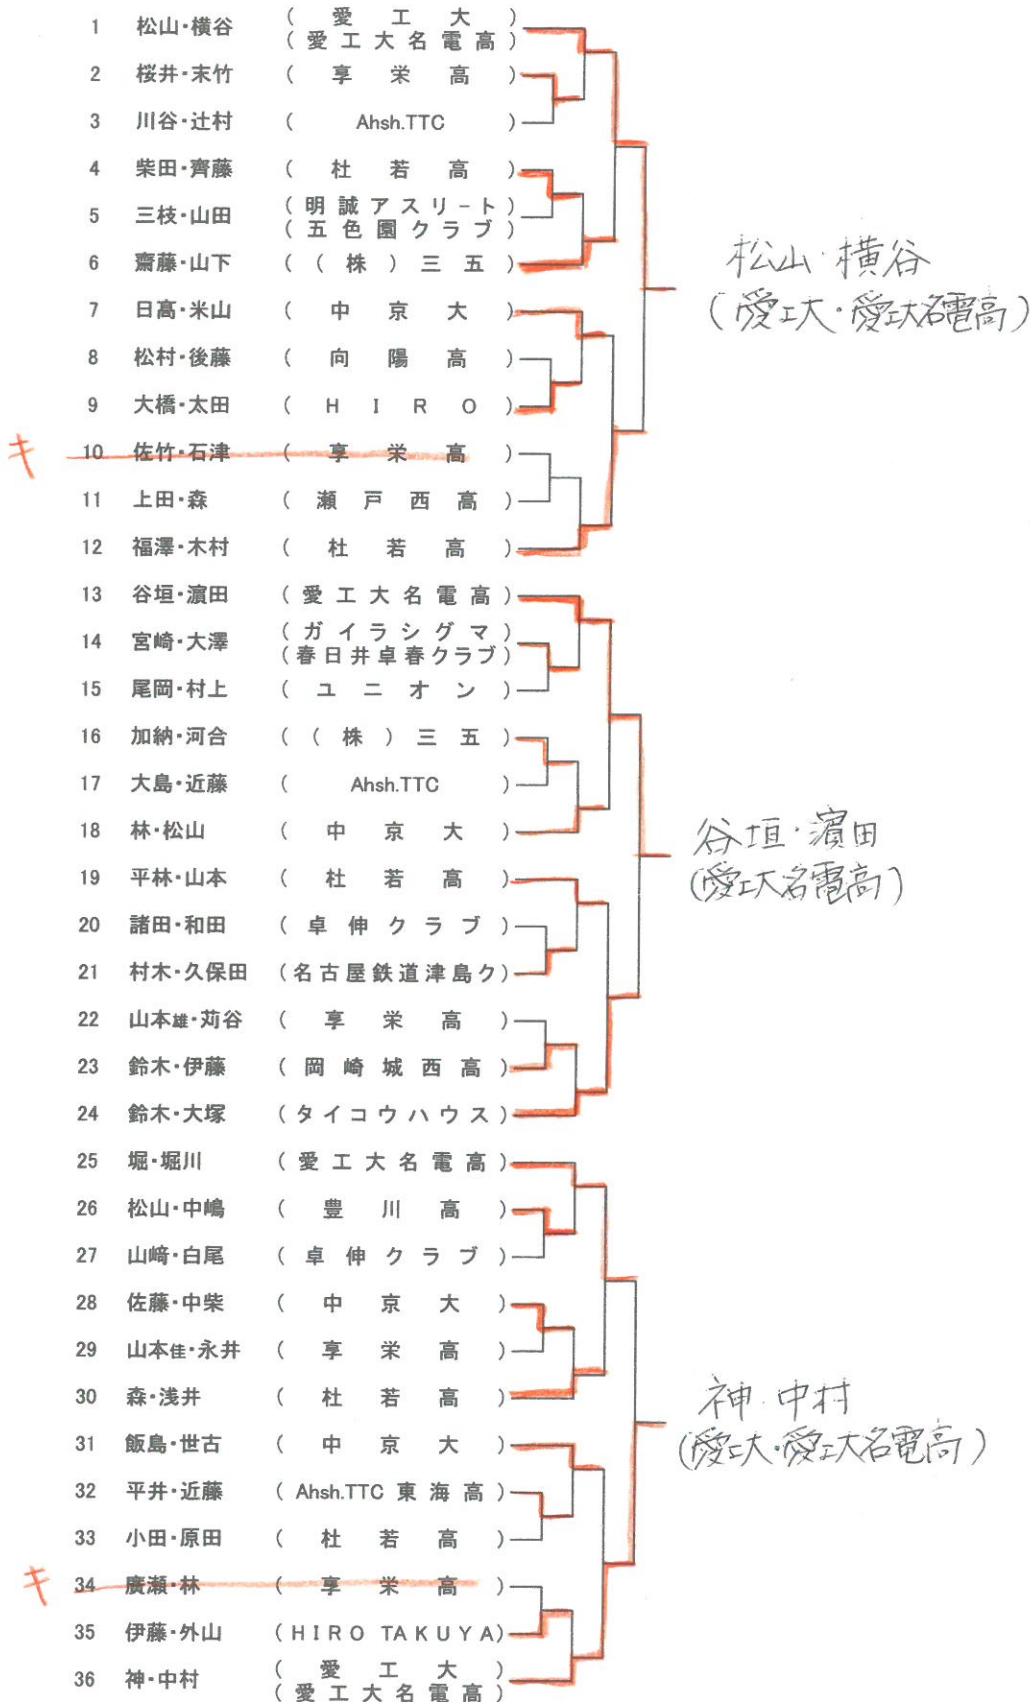 1 松山・横谷 (愛工大)
(愛工大名電高)
2 桜井・末竹 (享栄高)
3 川谷・辻村 (Ahsh.TTC)
4 柴田・齊藤 (杜若高)
5 三枝・山田 (明誠アスリート)
(五色園クラブ)
6 齋藤・山下 ((株)三五)
松山・横谷
(愛工大・愛工大名電高)
7 日髙・米山 (中京大)
8 松村・後藤 (向陽高)
9 大橋・太田 (HIRO)
キ 10 佐竹・石津 (享栄高)
11 上田・森 (瀬戸西高)
12 福澤・木村 (杜若高)
13 谷垣・濵田 (愛工大名電高)
14 宮崎・大澤 (ガイラシグマ)
(春日井卓春クラブ)
15 尾岡・村上 (ユニオン)
16 加納・河合 ((株)三五)
17 大島・近藤 (Ahsh.TTC)
18 林・松山 (中京大)
谷垣・濵田
(愛工大名電高)
19 平林・山本 (杜若高)
20 諸田・和田 (卓伸クラブ)
21 村木・久保田 (名古屋鉄道津島ク)
22 山本雄・苅谷 (享栄高)
23 鈴木・伊藤 (岡崎城西高)
24 鈴木・大塚 (タイコウハウス)
25 堀・堀川 (愛工大名電高)
26 松山・中嶋 (豊川高)
27 山﨑・白尾 (卓伸クラブ)
28 佐藤・中柴 (中京大)
29 山本佳・永井 (享栄高)
30 森・浅井 (杜若高)
神・中村
(愛工大・愛工大名電高)
31 飯島・世古 (中京大)
32 平井・近藤 (Ahsh.TTC 東海高)
33 小田・原田 (杜若高)
キ 34 廣瀬・林 (享栄高)
35 伊藤・外山 (HIRO TAKUYA)
36 神・中村 (愛工大)
(愛工大名電高)